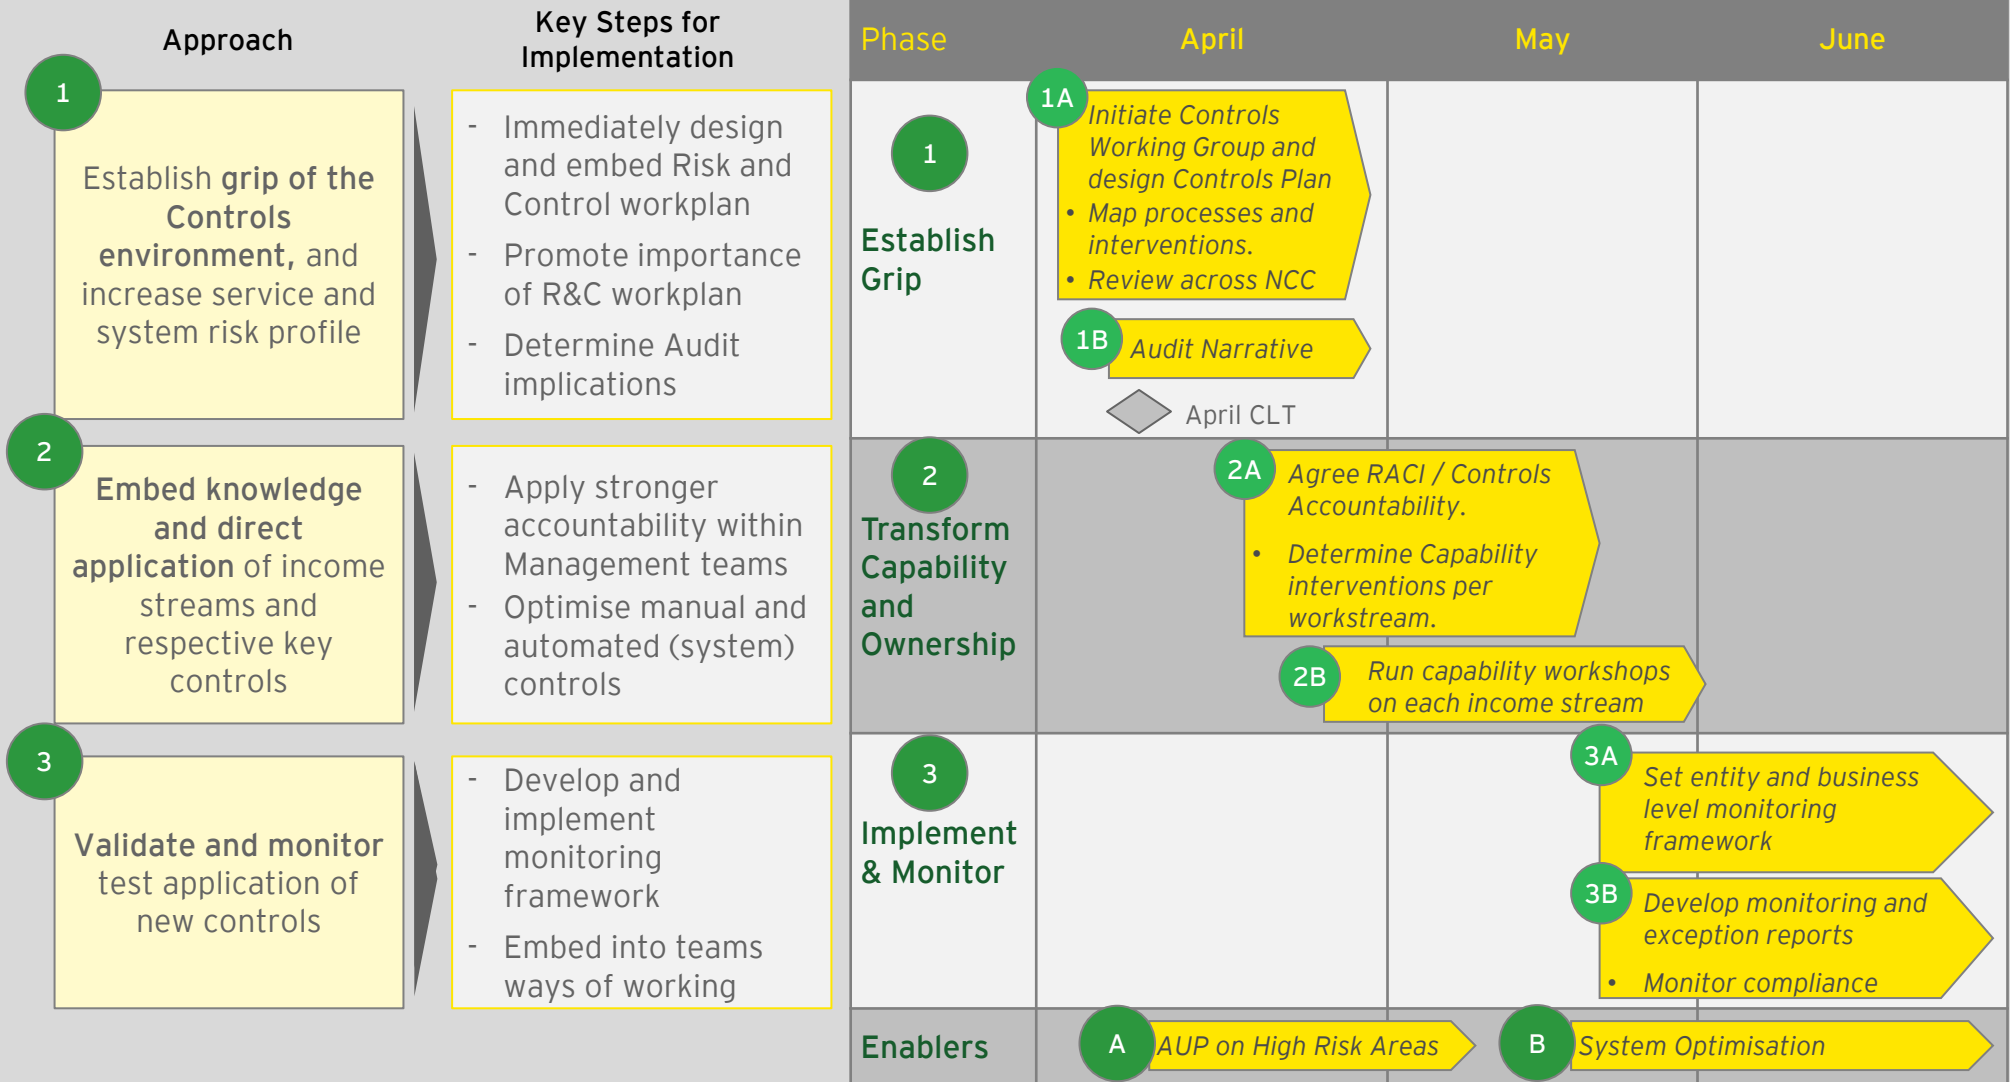 Approach
Key Steps for
Implementation
1
Establish grip of the
Controls
environment, and
increase service and
system risk profile
- Immediately design
and embed Risk and
Control workplan
- Promote importance
of R&C workplan
- Determine Audit
implications
2
Embed knowledge
and direct
application of income
streams and
respective key
controls
- Apply stronger
accountability within
Management teams
- Optimise manual and
automated (system)
controls
3
Validate and monitor
test application of
new controls
- Develop and
implement
monitoring
framework
- Embed into teams
ways of working
Phase
April
May
June
1
Establish
Grip
1A
Initiate Controls
Working Group and
design Controls Plan
• Map processes and
interventions.
• Review across NCC
1B
Audit Narrative
April CLT
2
Transform
Capability
and
Ownership
2A
Agree RACI / Controls
Accountability.
• Determine Capability
interventions per
workstream.
2B
Run capability workshops
on each income stream
3
Implement
& Monitor
3A
Set entity and business
level monitoring
framework
3B
Develop monitoring and
exception reports
• Monitor compliance
Enablers
A
AUP on High Risk Areas
B
System Optimisation